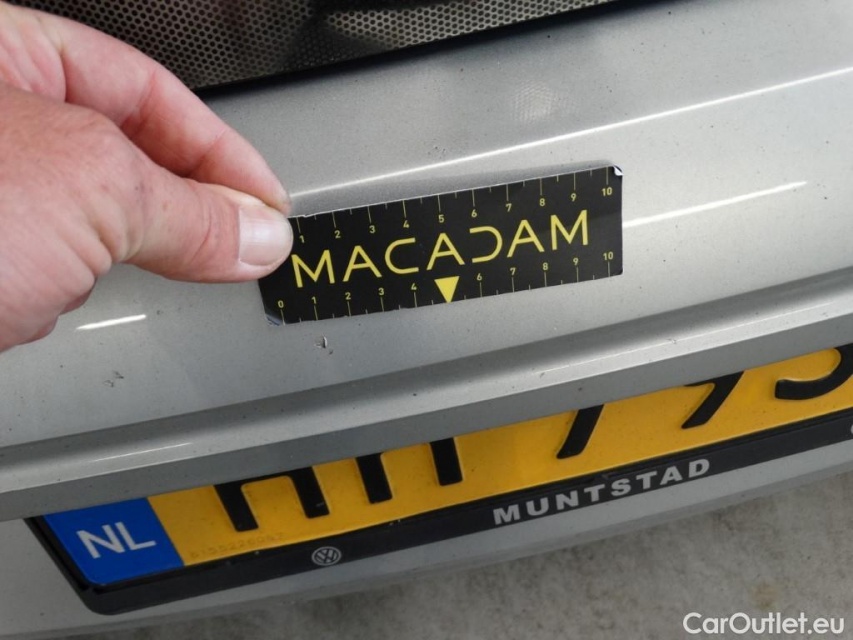 1 2 3 4 5 6 7 8 9 10
MACADAM
0 1 2 3 4 6 7 8 9 10
NL
MUNTSTAD
CarOutlet.eu